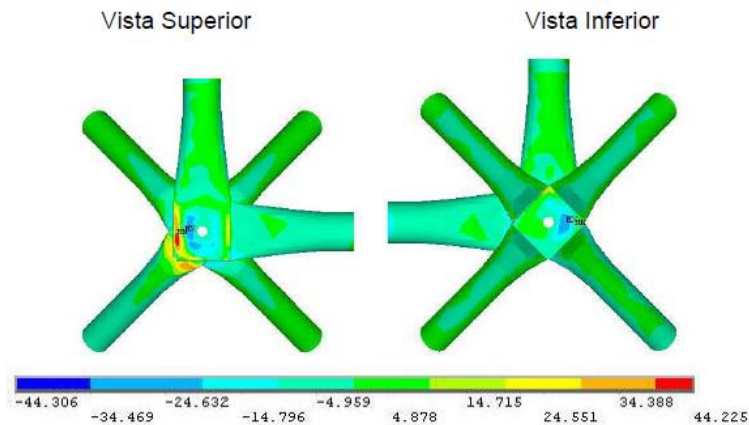 Vista Superior
Vista Inferior
-44.306 -24.632 -4.959 14.715 34.388
-34.469 -14.796 4.878 24.551 44.225